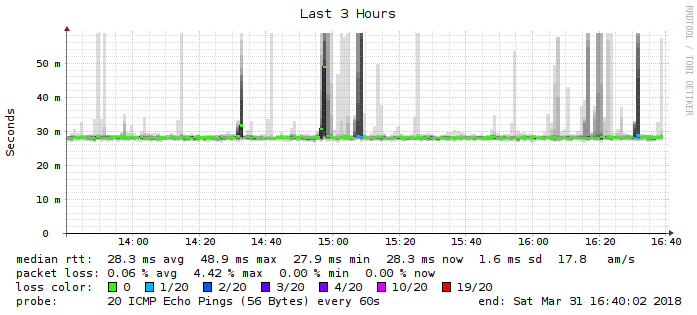 Last 3 Hours
RRDTOOL / TOBI OETIKER
Seconds
50 m
40 m
30 m
20 m
10 m
0
14:00 14:20 14:40 15:00 15:20 15:40 16:00 16:20 16:40
median rtt: 28.3 ms avg 48.9 ms max 27.9 ms min 28.3 ms now 1.6 ms sd 17.8 am/s
packet loss: 0.06 % avg 4.42 % max 0.00 % min 0.00 % now
loss color: 0 1/20 2/20 3/20 4/20 10/20 19/20
probe: 20 ICMP Echo Pings (56 Bytes) every 60s end: Sat Mar 31 16:40:02 2018